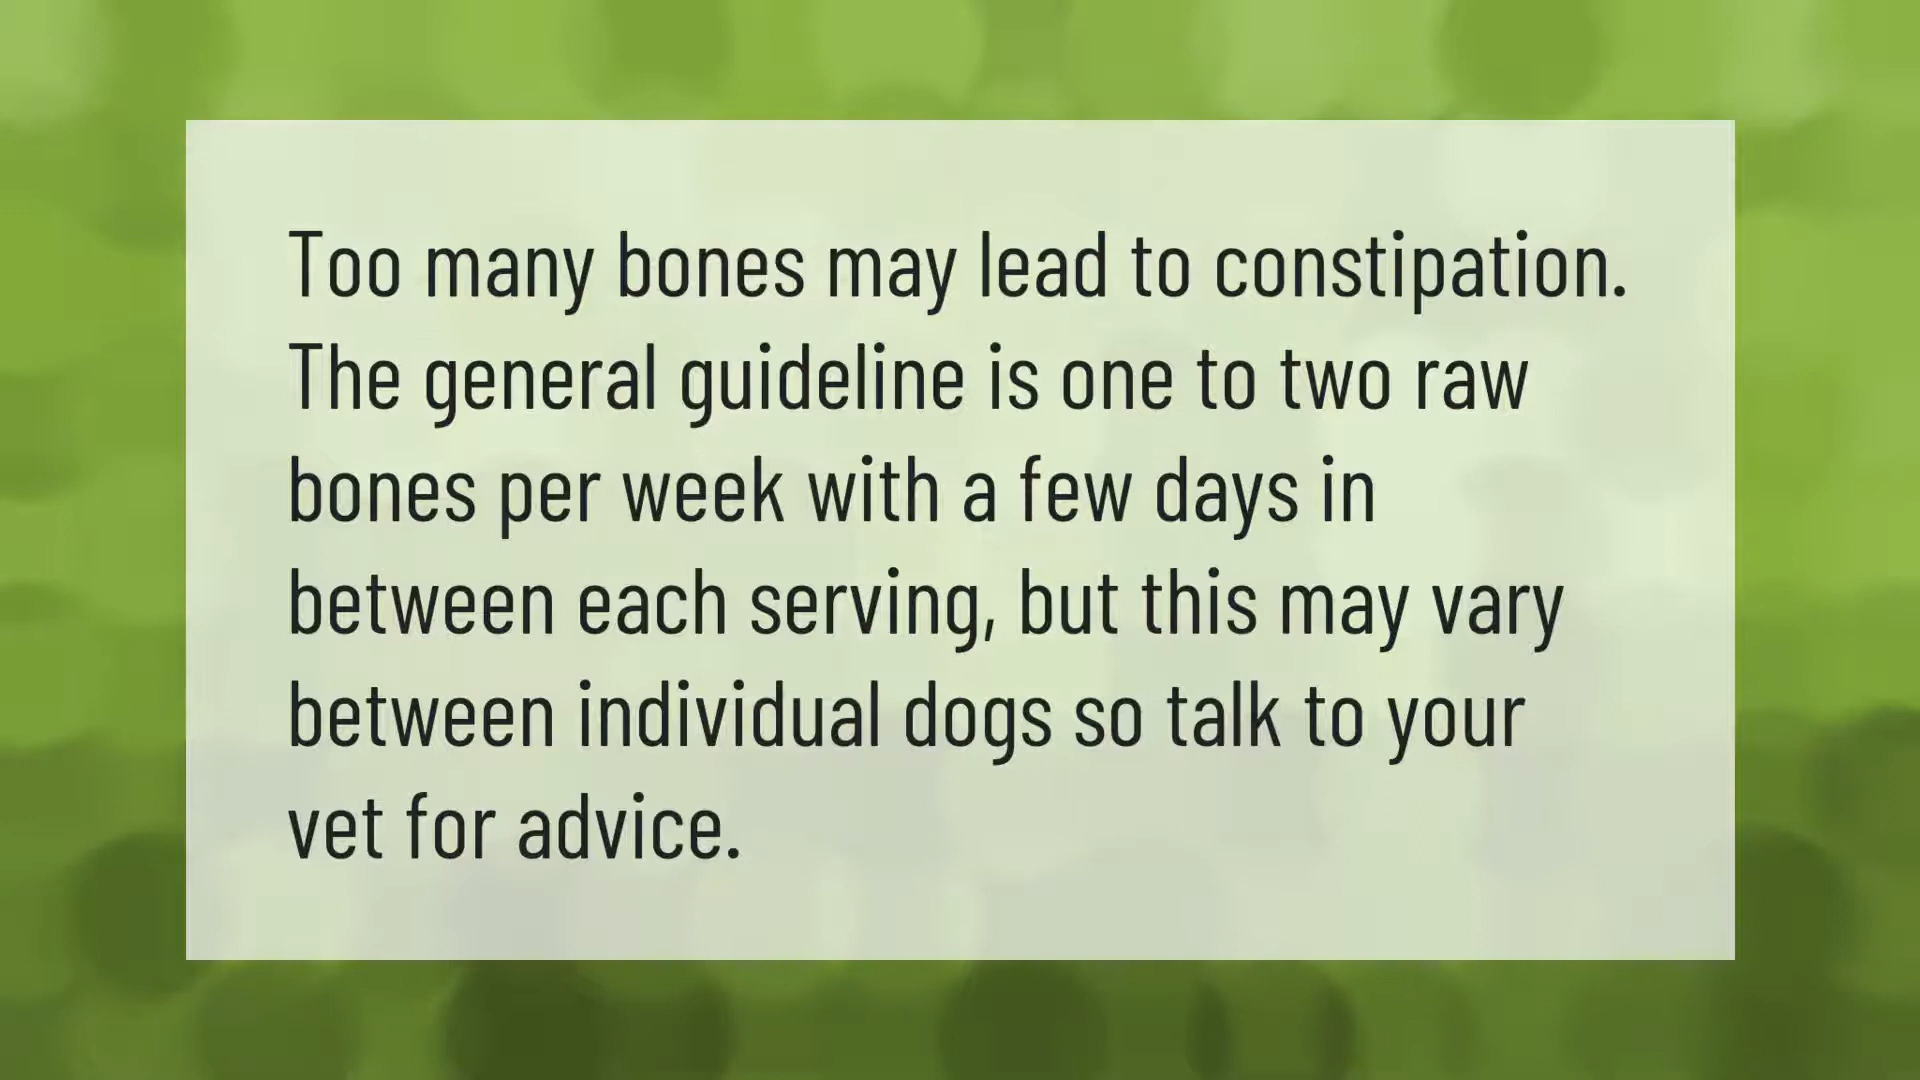 Too many bones may lead to constipation.
The general guideline is one to two raw
bones per week with a few days in
between each serving, but this may vary
between individual dogs so talk to your
vet for advice.